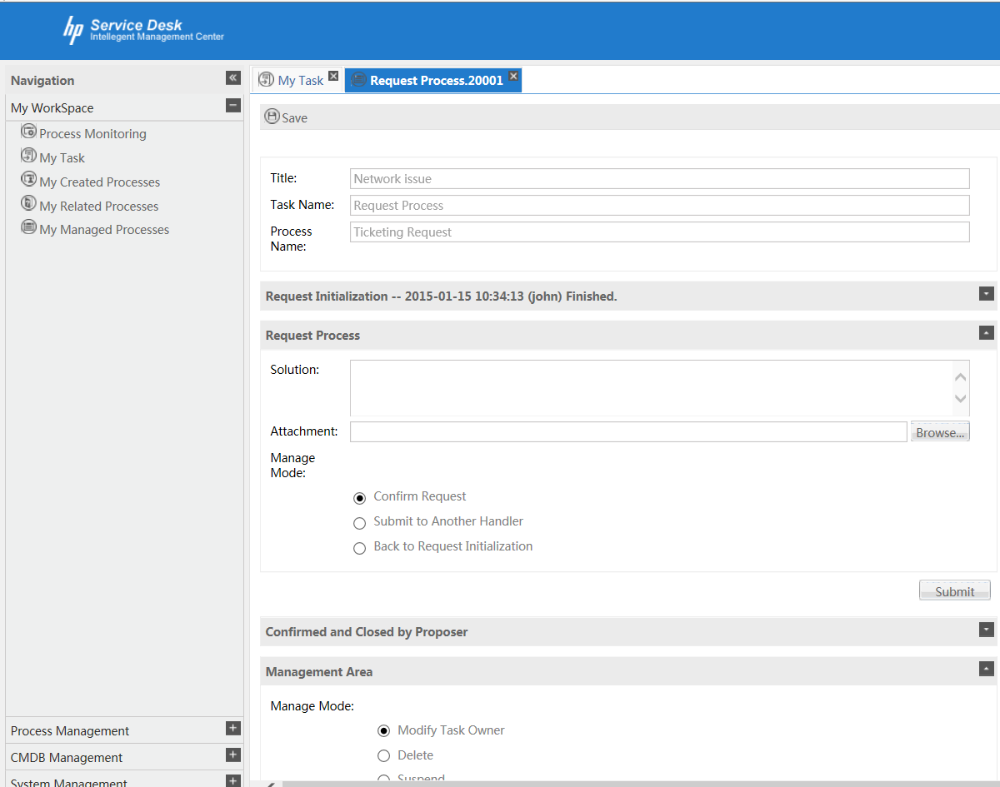 hp Service Desk
Intellegent Management Center
Navigation
My WorkSpace
Process Monitoring
My Task
My Created Processes
My Related Processes
My Managed Processes
Process Management
CMDB Management
System Management
My Task
Request Process.20001
Save
Title: Network issue
Task Name: Request Process
Process
Name:
Ticketing Request
Request Initialization -- 2015-01-15 10:34:13 (john) Finished.
Request Process
Solution:
Attachment: Browse...
Manage
Mode:
Confirm Request
Submit to Another Handler
Back to Request Initialization
Submit
Confirmed and Closed by Proposer
Management Area
Manage Mode:
Modify Task Owner
Delete
Suspend